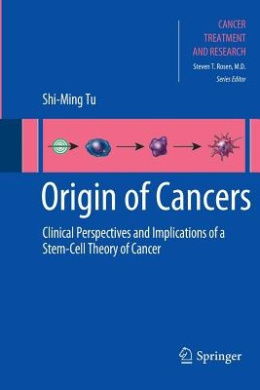 CANCER
TREATMENT
AND RESEARCH
Steven T. Rosen, M.D.
Series Editor
Shi-Ming Tu
Origin of Cancers
Clinical Perspectives and Implications of a
Stem-Cell Theory of Cancer
Springer